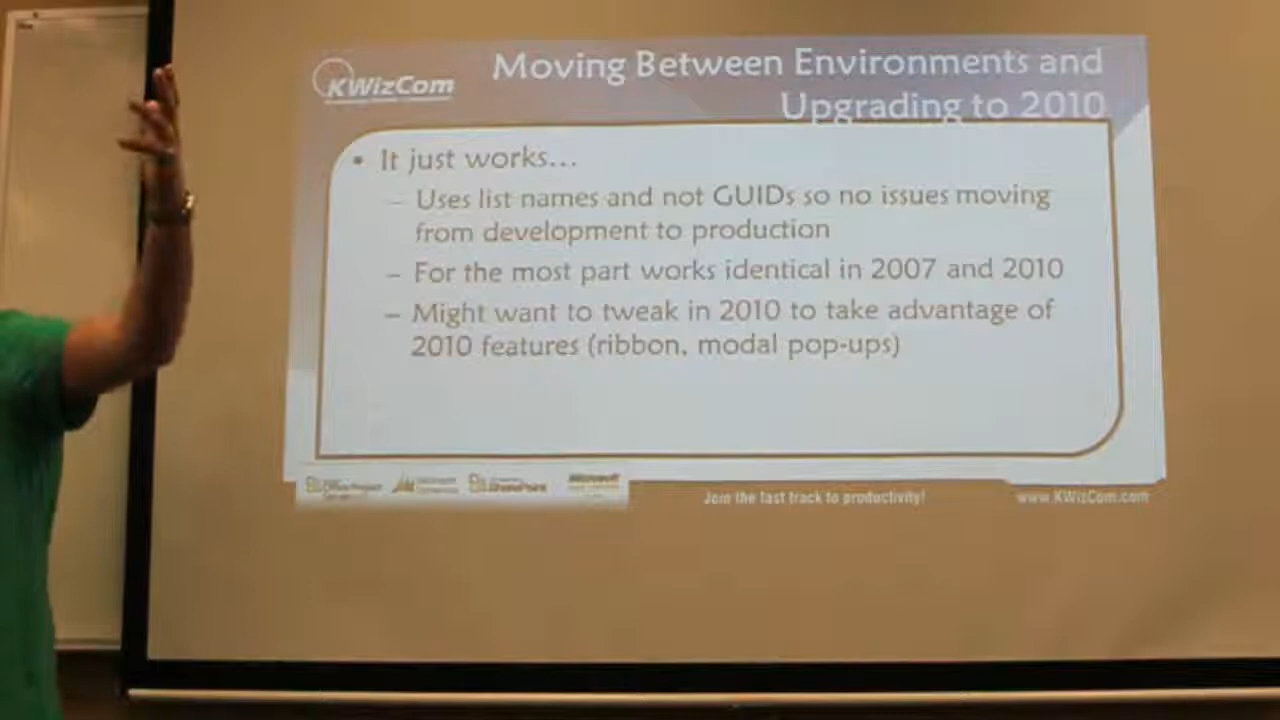 KWizCom
Moving Between Environments and
Upgrading to 2010
• It just works...
– Uses list names and not GUIDs so no issues moving
from development to production
– For the most part works identical in 2007 and 2010
– Might want to tweak in 2010 to take advantage of
2010 features (ribbon, modal pop-ups)
Microsoft
Join the fast track to productivity!
www.KWizCom.com